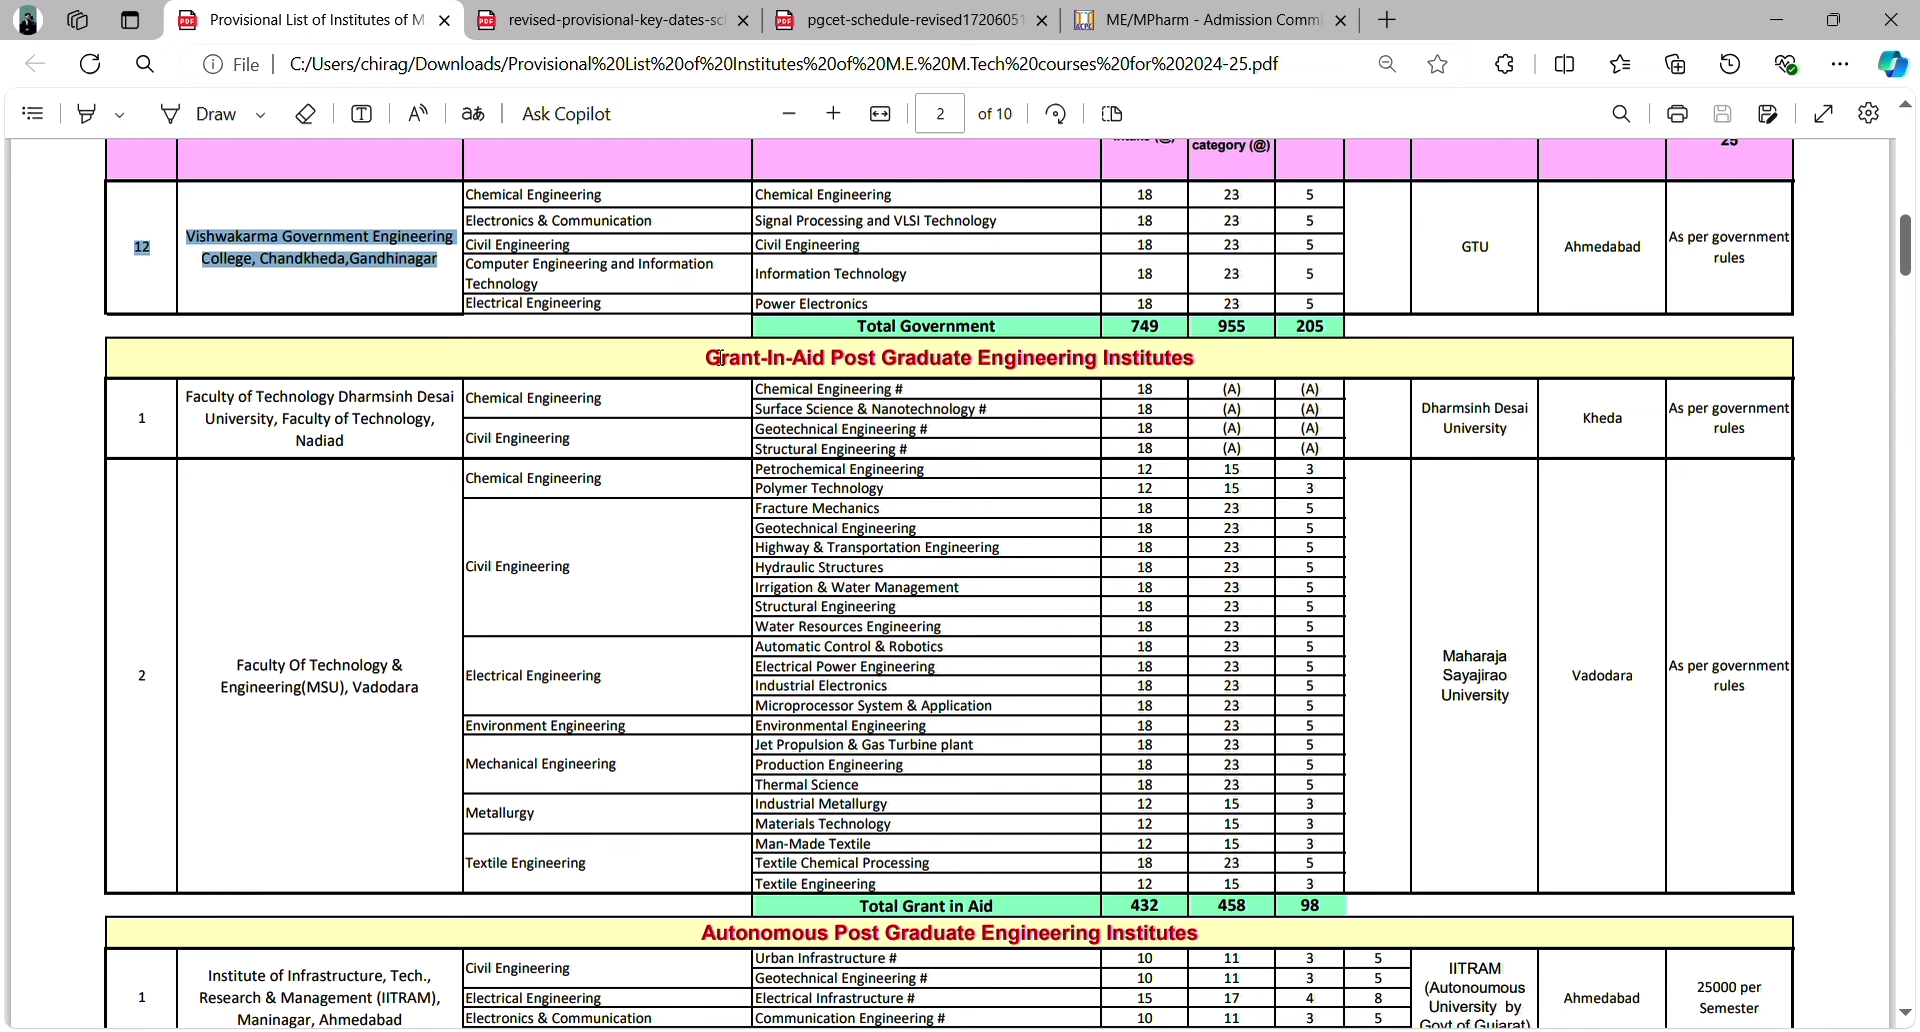 Provisional List of Institutes of M.
revised-provisional-key-dates-sc
pgcet-schedule-revised17206051
ME/MPharm - Admission Commi
File
C:/Users/chirag/Downloads/Provisional%20List%20of%20Institutes%20of%20M.E.%20M.Tech%20courses%20for%202024-25.pdf
Draw
Ask Copilot
2 of 10
category (@)
25
12
Vishwakarma Government Engineering
College, Chandkheda,Gandhinagar
Chemical Engineering Chemical Engineering 18 23 5
Electronics & Communication Signal Processing and VLSI Technology 18 23 5
Civil Engineering Civil Engineering 18 23 5
Computer Engineering and Information
Technology
Information Technology 18 23 5
Electrical Engineering Power Electronics 18 23 5
GTU
Ahmedabad
As per government
rules
Total Government 749 955 205
Grant-In-Aid Post Graduate Engineering Institutes
1
Faculty of Technology Dharmsinh Desai
University, Faculty of Technology,
Nadiad
Chemical Engineering
Chemical Engineering # 18 (A) (A)
Surface Science & Nanotechnology # 18 (A) (A)
Civil Engineering
Geotechnical Engineering # 18 (A) (A)
Structural Engineering # 18 (A) (A)
Dharmsinh Desai
University
Kheda
As per government
rules
2
Faculty Of Technology &
Engineering(MSU), Vadodara
Chemical Engineering
Petrochemical Engineering 12 15 3
Polymer Technology 12 15 3
Civil Engineering
Fracture Mechanics 18 23 5
Geotechnical Engineering 18 23 5
Highway & Transportation Engineering 18 23 5
Hydraulic Structures 18 23 5
Irrigation & Water Management 18 23 5
Structural Engineering 18 23 5
Water Resources Engineering 18 23 5
Electrical Engineering
Automatic Control & Robotics 18 23 5
Electrical Power Engineering 18 23 5
Industrial Electronics 18 23 5
Microprocessor System & Application 18 23 5
Environment Engineering Environmental Engineering 18 23 5
Mechanical Engineering
Jet Propulsion & Gas Turbine plant 18 23 5
Production Engineering 18 23 5
Thermal Science 18 23 5
Metallurgy
Industrial Metallurgy 12 15 3
Materials Technology 12 15 3
Textile Engineering
Man-Made Textile 12 15 3
Textile Chemical Processing 18 23 5
Textile Engineering 12 15 3
Maharaja
Sayajirao
University
Vadodara
As per government
rules
Total Grant in Aid 432 458 98
Autonomous Post Graduate Engineering Institutes
1
Institute of Infrastructure, Tech.,
Research & Management (IITRAM),
Maninagar, Ahmedabad
Civil Engineering
Urban Infrastructure # 10 11 3 5
Geotechnical Engineering # 10 11 3 5
Electrical Engineering Electrical Infrastructure # 15 17 4 8
Electronics & Communication Communication Engineering # 10 11 3 5
IITRAM
(Autonoumous
University by
Govt of Gujarat)
Ahmedabad
25000 per
Semester